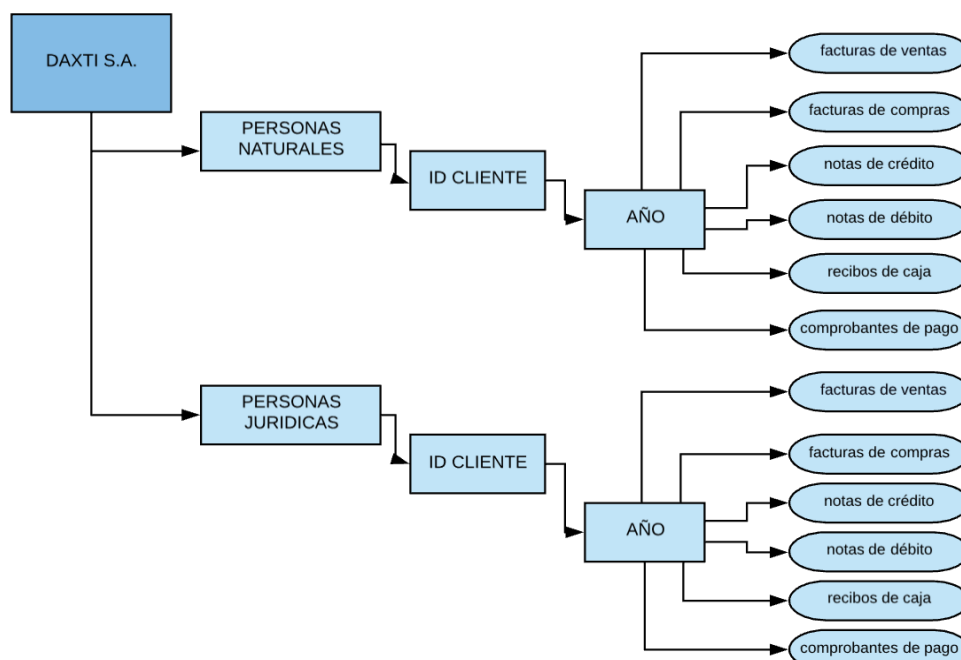 DAXTI S.A.
PERSONAS
NATURALES
ID CLIENTE
AÑO
facturas de ventas
facturas de compras
notas de crédito
notas de débito
recibos de caja
comprobantes de pago
PERSONAS
JURIDICAS
ID CLIENTE
AÑO
facturas de ventas
facturas de compras
notas de crédito
notas de débito
recibos de caja
comprobantes de pago